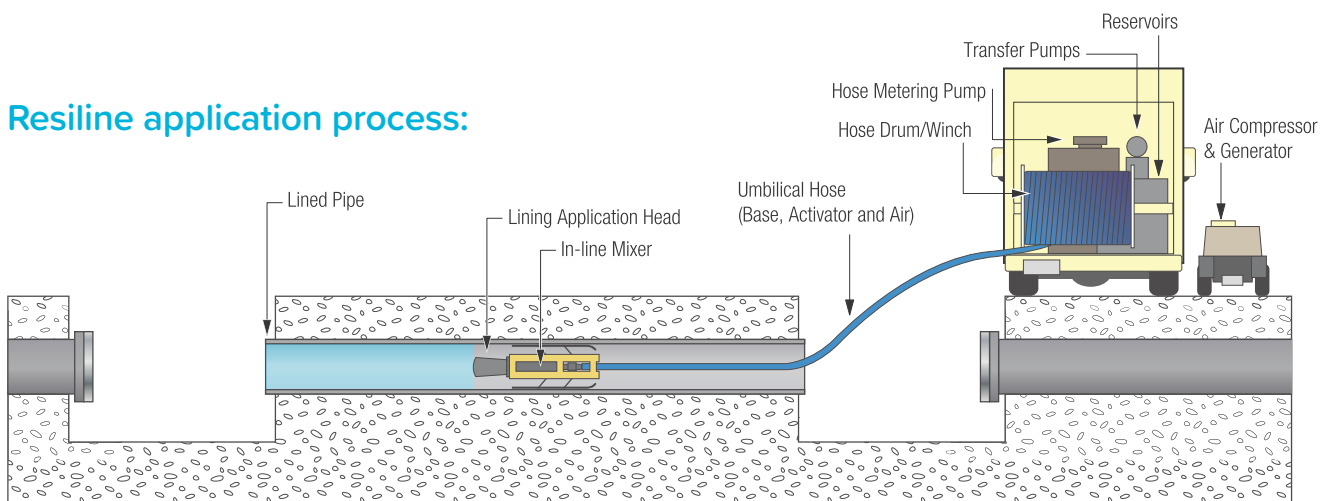 Resiline application process:
Reservoirs
Transfer Pumps
Hose Metering Pump
Hose Drum/Winch
Air Compressor
& Generator
Umbilical Hose
(Base, Activator and Air)
Lined Pipe
Lining Application Head
In-line Mixer